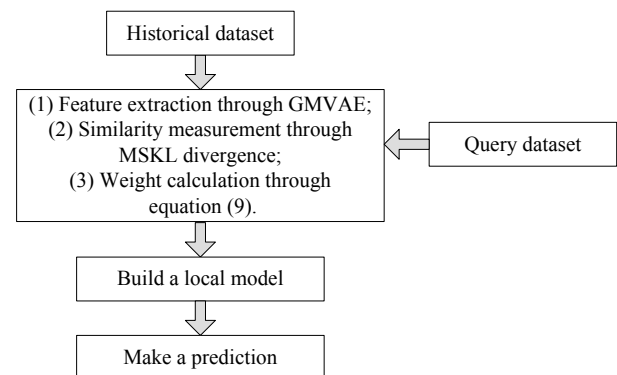 Historical dataset
(1) Feature extraction through GMVAE;
(2) Similarity measurement through
MSKL divergence;
(3) Weight calculation through
equation (9).
Query dataset
Build a local model
Make a prediction